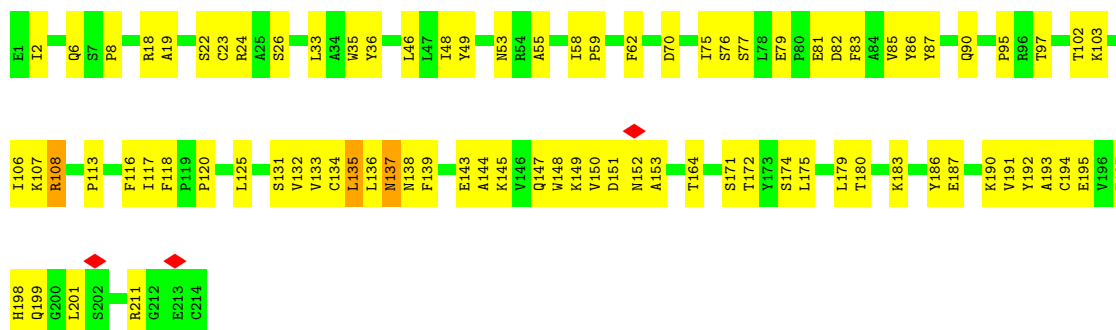 E1 I2 Q6 S7 P8 R18 A19 S22 C23 R24 A25 S26 L33 A34 W35 Y36 L46 L47 I48 Y49 N53 R54 A55 I58 P59 F62 D70 I75 S76 S77 L78 E79 P80 E81 D82 F83 A84 V85 Y86 Y87 Q90 P95 R96 T97 T102 K103
I106 K107 R108 P113 F116 I117 F118 P119 P120 L125 S131 V132 V133 C134 L135 L136 N137 N138 F139 E143 A144 K145 V146 Q147 W148 K149 V150 D151 N152 A153 T164 S171 T172 Y173 S174 L175 L179 T180 K183 Y186 E187 K190 V191 Y192 A193 C194 E195 V196
H198 Q199 G200 L201 S202 R211 G212 E213 C214